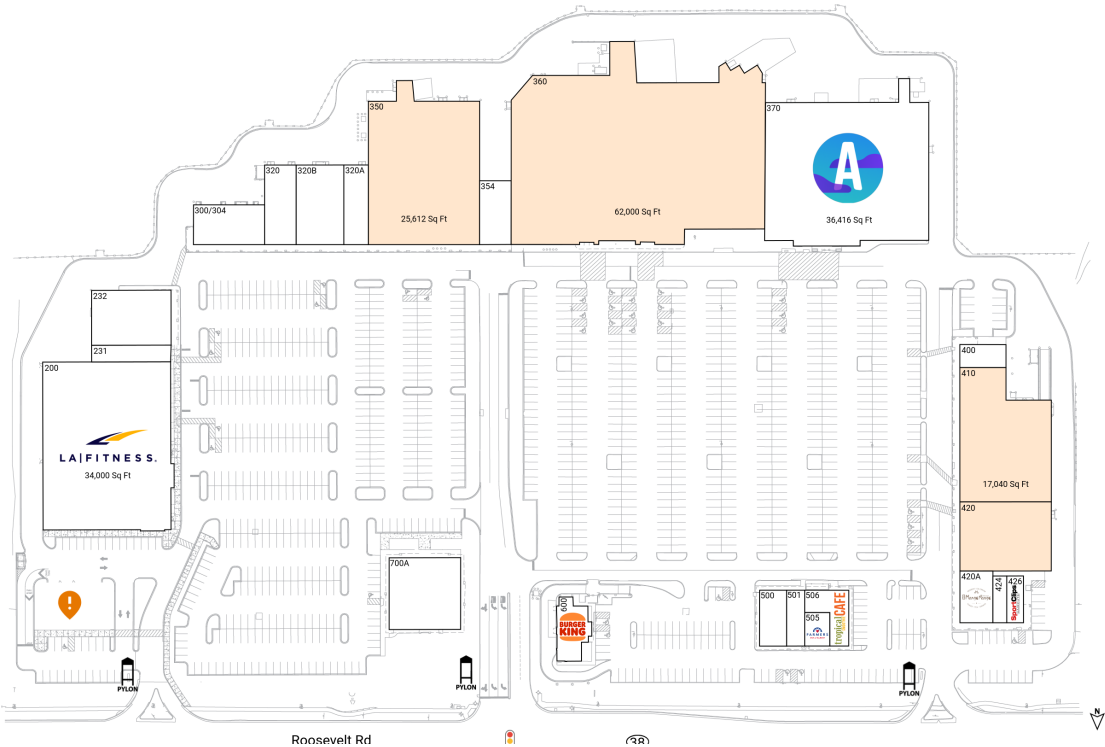 360
350
370
A
320
320B
320A
354
300/304
25,612 Sq Ft
62,000 Sq Ft
36,416 Sq Ft
232
231
200
LA|FITNESS.
34,000 Sq Ft
400
410
17,040 Sq Ft
420
700A
420A
424
426
SportClips
600
BURGER
KING
500
501
506
505
FARMERS
tropical CAFE
PYLON
PYLON
PYLON
N
Roosevelt Rd
38